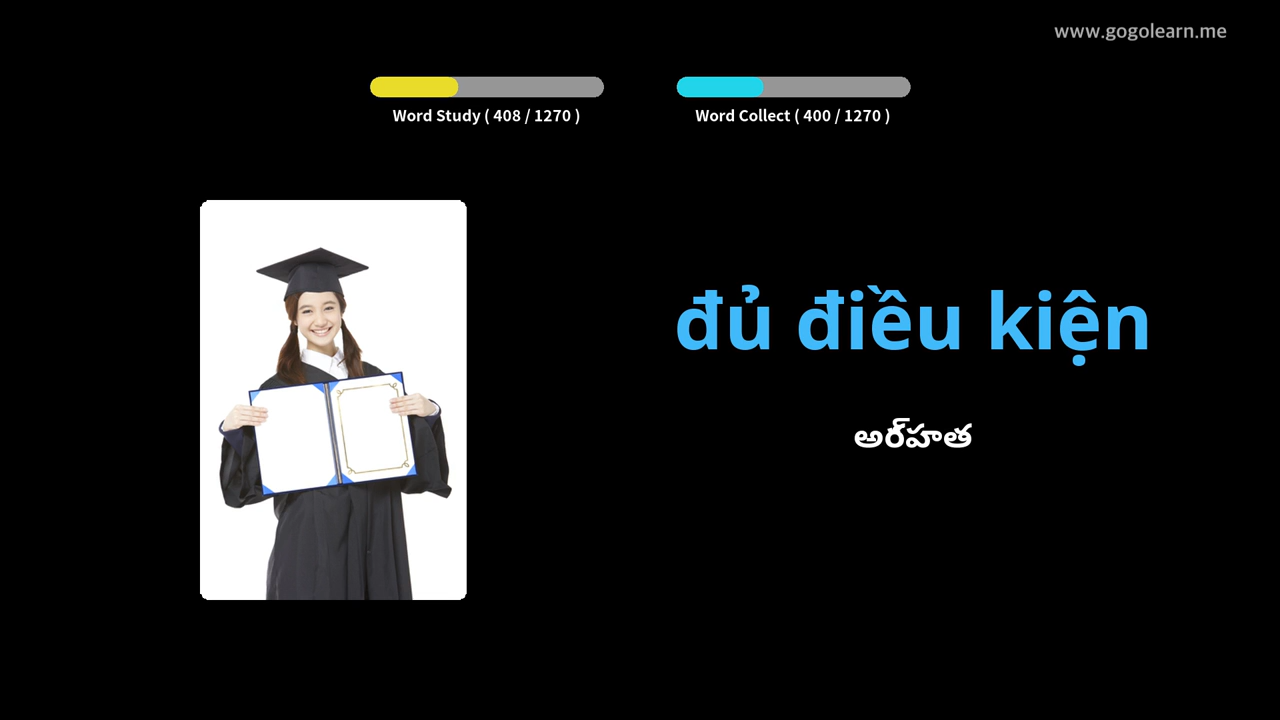 www.gogolearn.me
Word Study ( 408 / 1270 )
Word Collect ( 400 / 1270 )
đủ điều kiện
అర్హత